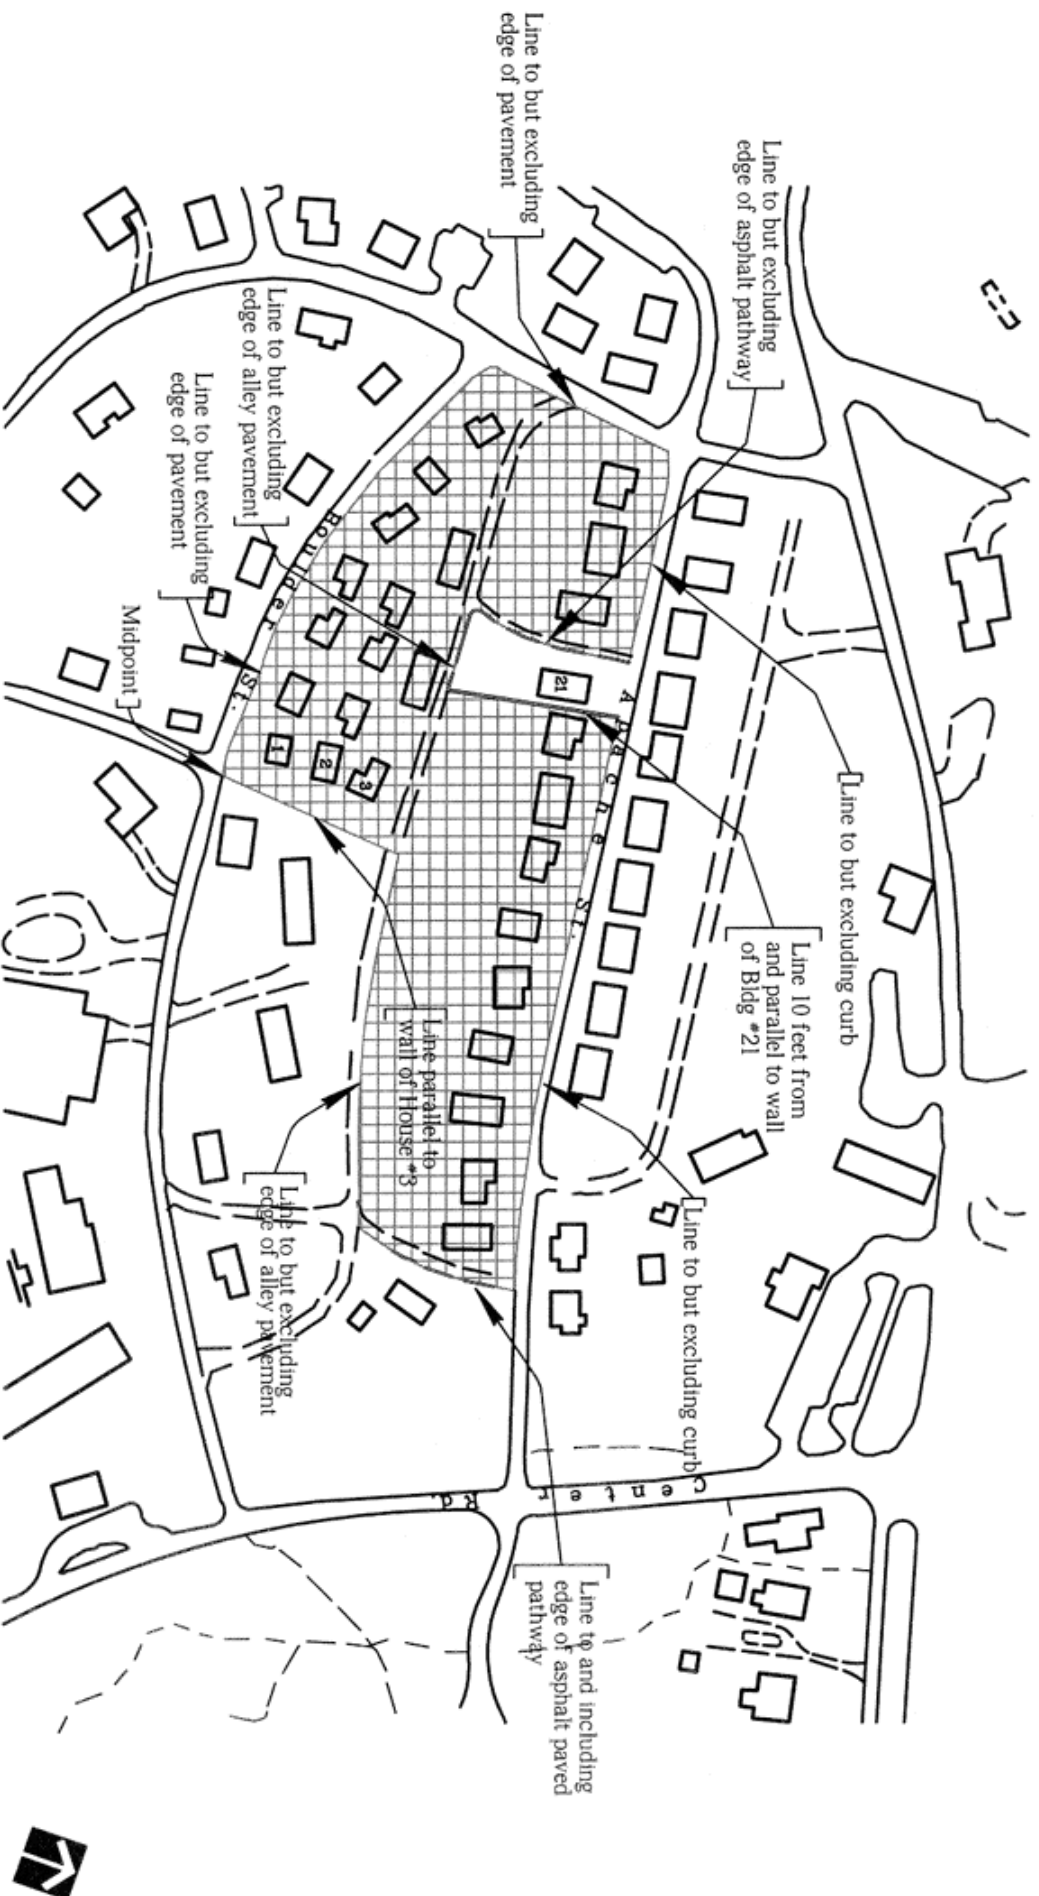 Line to but excluding
edge of pavement
Line to but excluding
edge of asphalt pathway
Line to but excluding
edge of alley pavement
Line to but excluding
edge of pavement
Midpoint
Line to but excluding curb
Line 10 feet from
and parallel to wall
of Bldg #21
Line parallel to
wall of House #3
Line to but excluding curb
Line to but excluding
edge of alley pavement
Line to and including
edge of asphalt paved
pathway
Boulder St.
Apache St.
Center Rd.
21
1
2
3